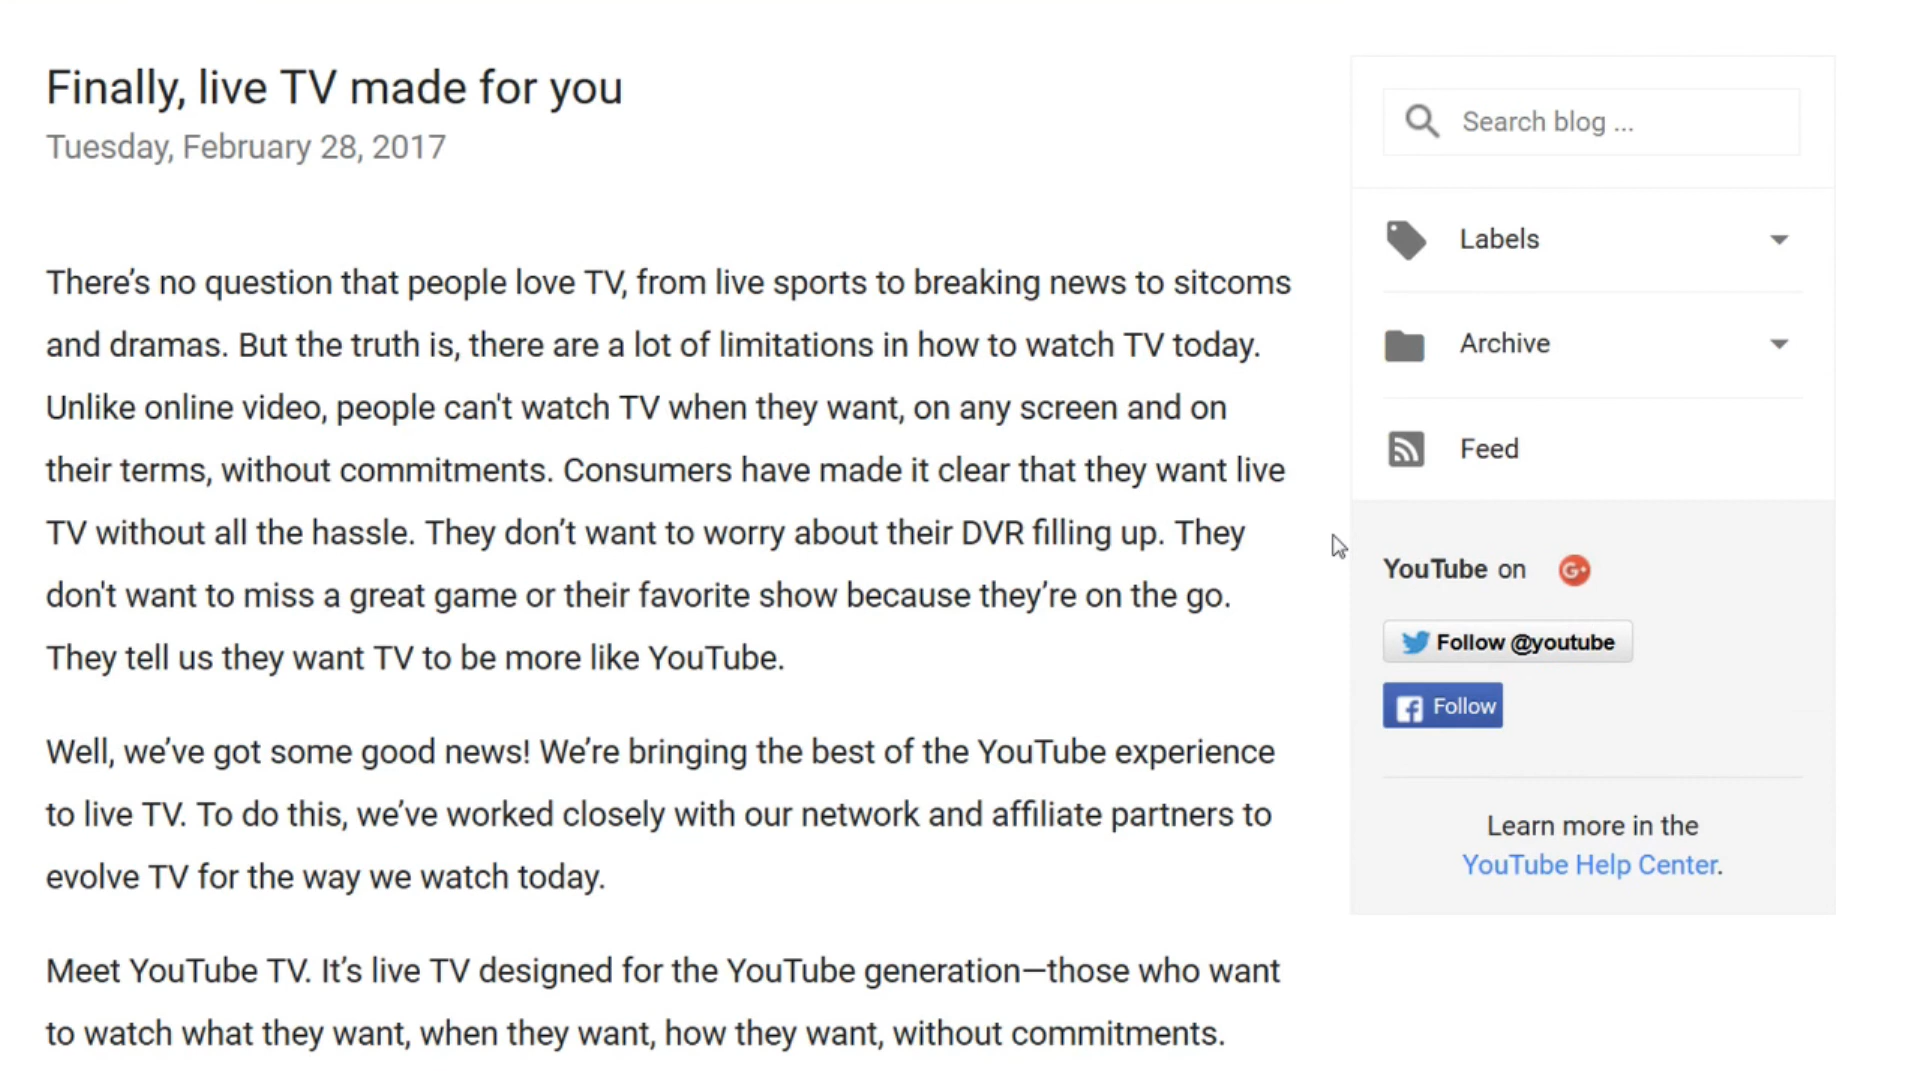 Finally, live TV made for you
Tuesday, February 28, 2017
There’s no question that people love TV, from live sports to breaking news to sitcoms
and dramas. But the truth is, there are a lot of limitations in how to watch TV today.
Unlike online video, people can't watch TV when they want, on any screen and on
their terms, without commitments. Consumers have made it clear that they want live
TV without all the hassle. They don’t want to worry about their DVR filling up. They
don't want to miss a great game or their favorite show because they’re on the go.
They tell us they want TV to be more like YouTube.
Well, we’ve got some good news! We’re bringing the best of the YouTube experience
to live TV. To do this, we’ve worked closely with our network and affiliate partners to
evolve TV for the way we watch today.
Meet YouTube TV. It’s live TV designed for the YouTube generation—those who want
to watch what they want, when they want, how they want, without commitments.
Search blog ...
Labels
Archive
Feed
YouTube on G+
Follow @youtube
Follow
Learn more in the
YouTube Help Center.